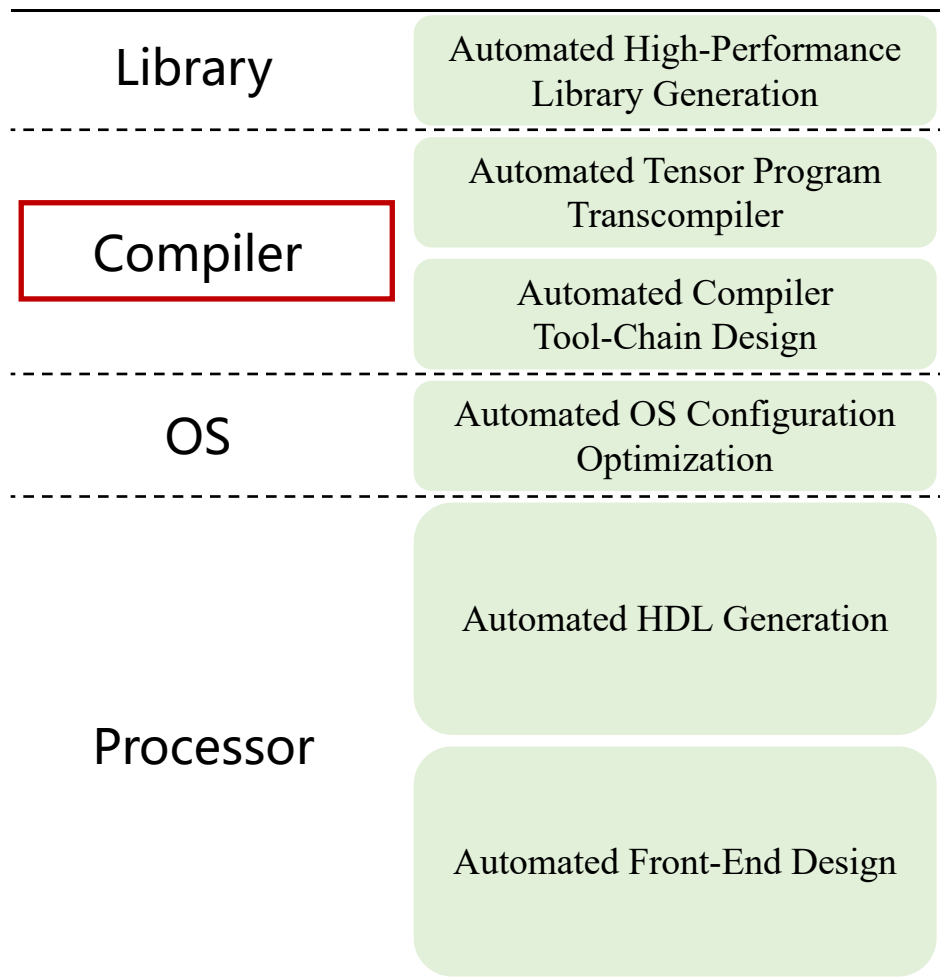 Library
Automated High-Performance
Library Generation
Compiler
Automated Tensor Program
Transcompiler
Automated Compiler
Tool-Chain Design
OS
Automated OS Configuration
Optimization
Processor
Automated HDL Generation
Automated Front-End Design